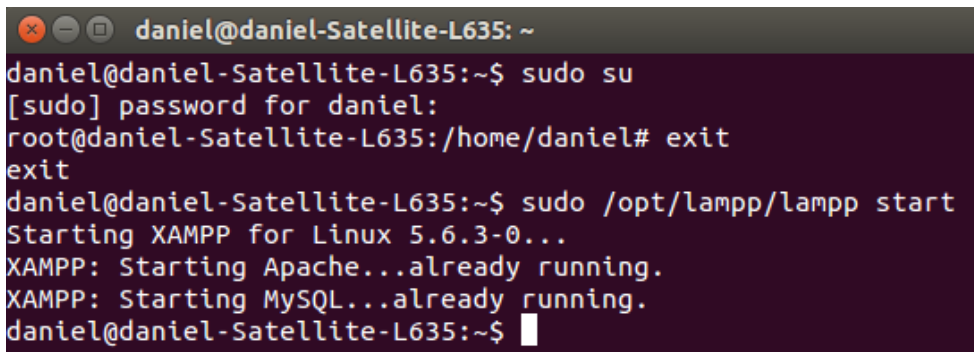 daniel@daniel-Satellite-L635: ~
daniel@daniel-Satellite-L635:~$ sudo su
[sudo] password for daniel:
root@daniel-Satellite-L635:/home/daniel# exit
exit
daniel@daniel-Satellite-L635:~$ sudo /opt/lampp/lampp start
Starting XAMPP for Linux 5.6.3-0...
XAMPP: Starting Apache...already running.
XAMPP: Starting MySQL...already running.
daniel@daniel-Satellite-L635:~$